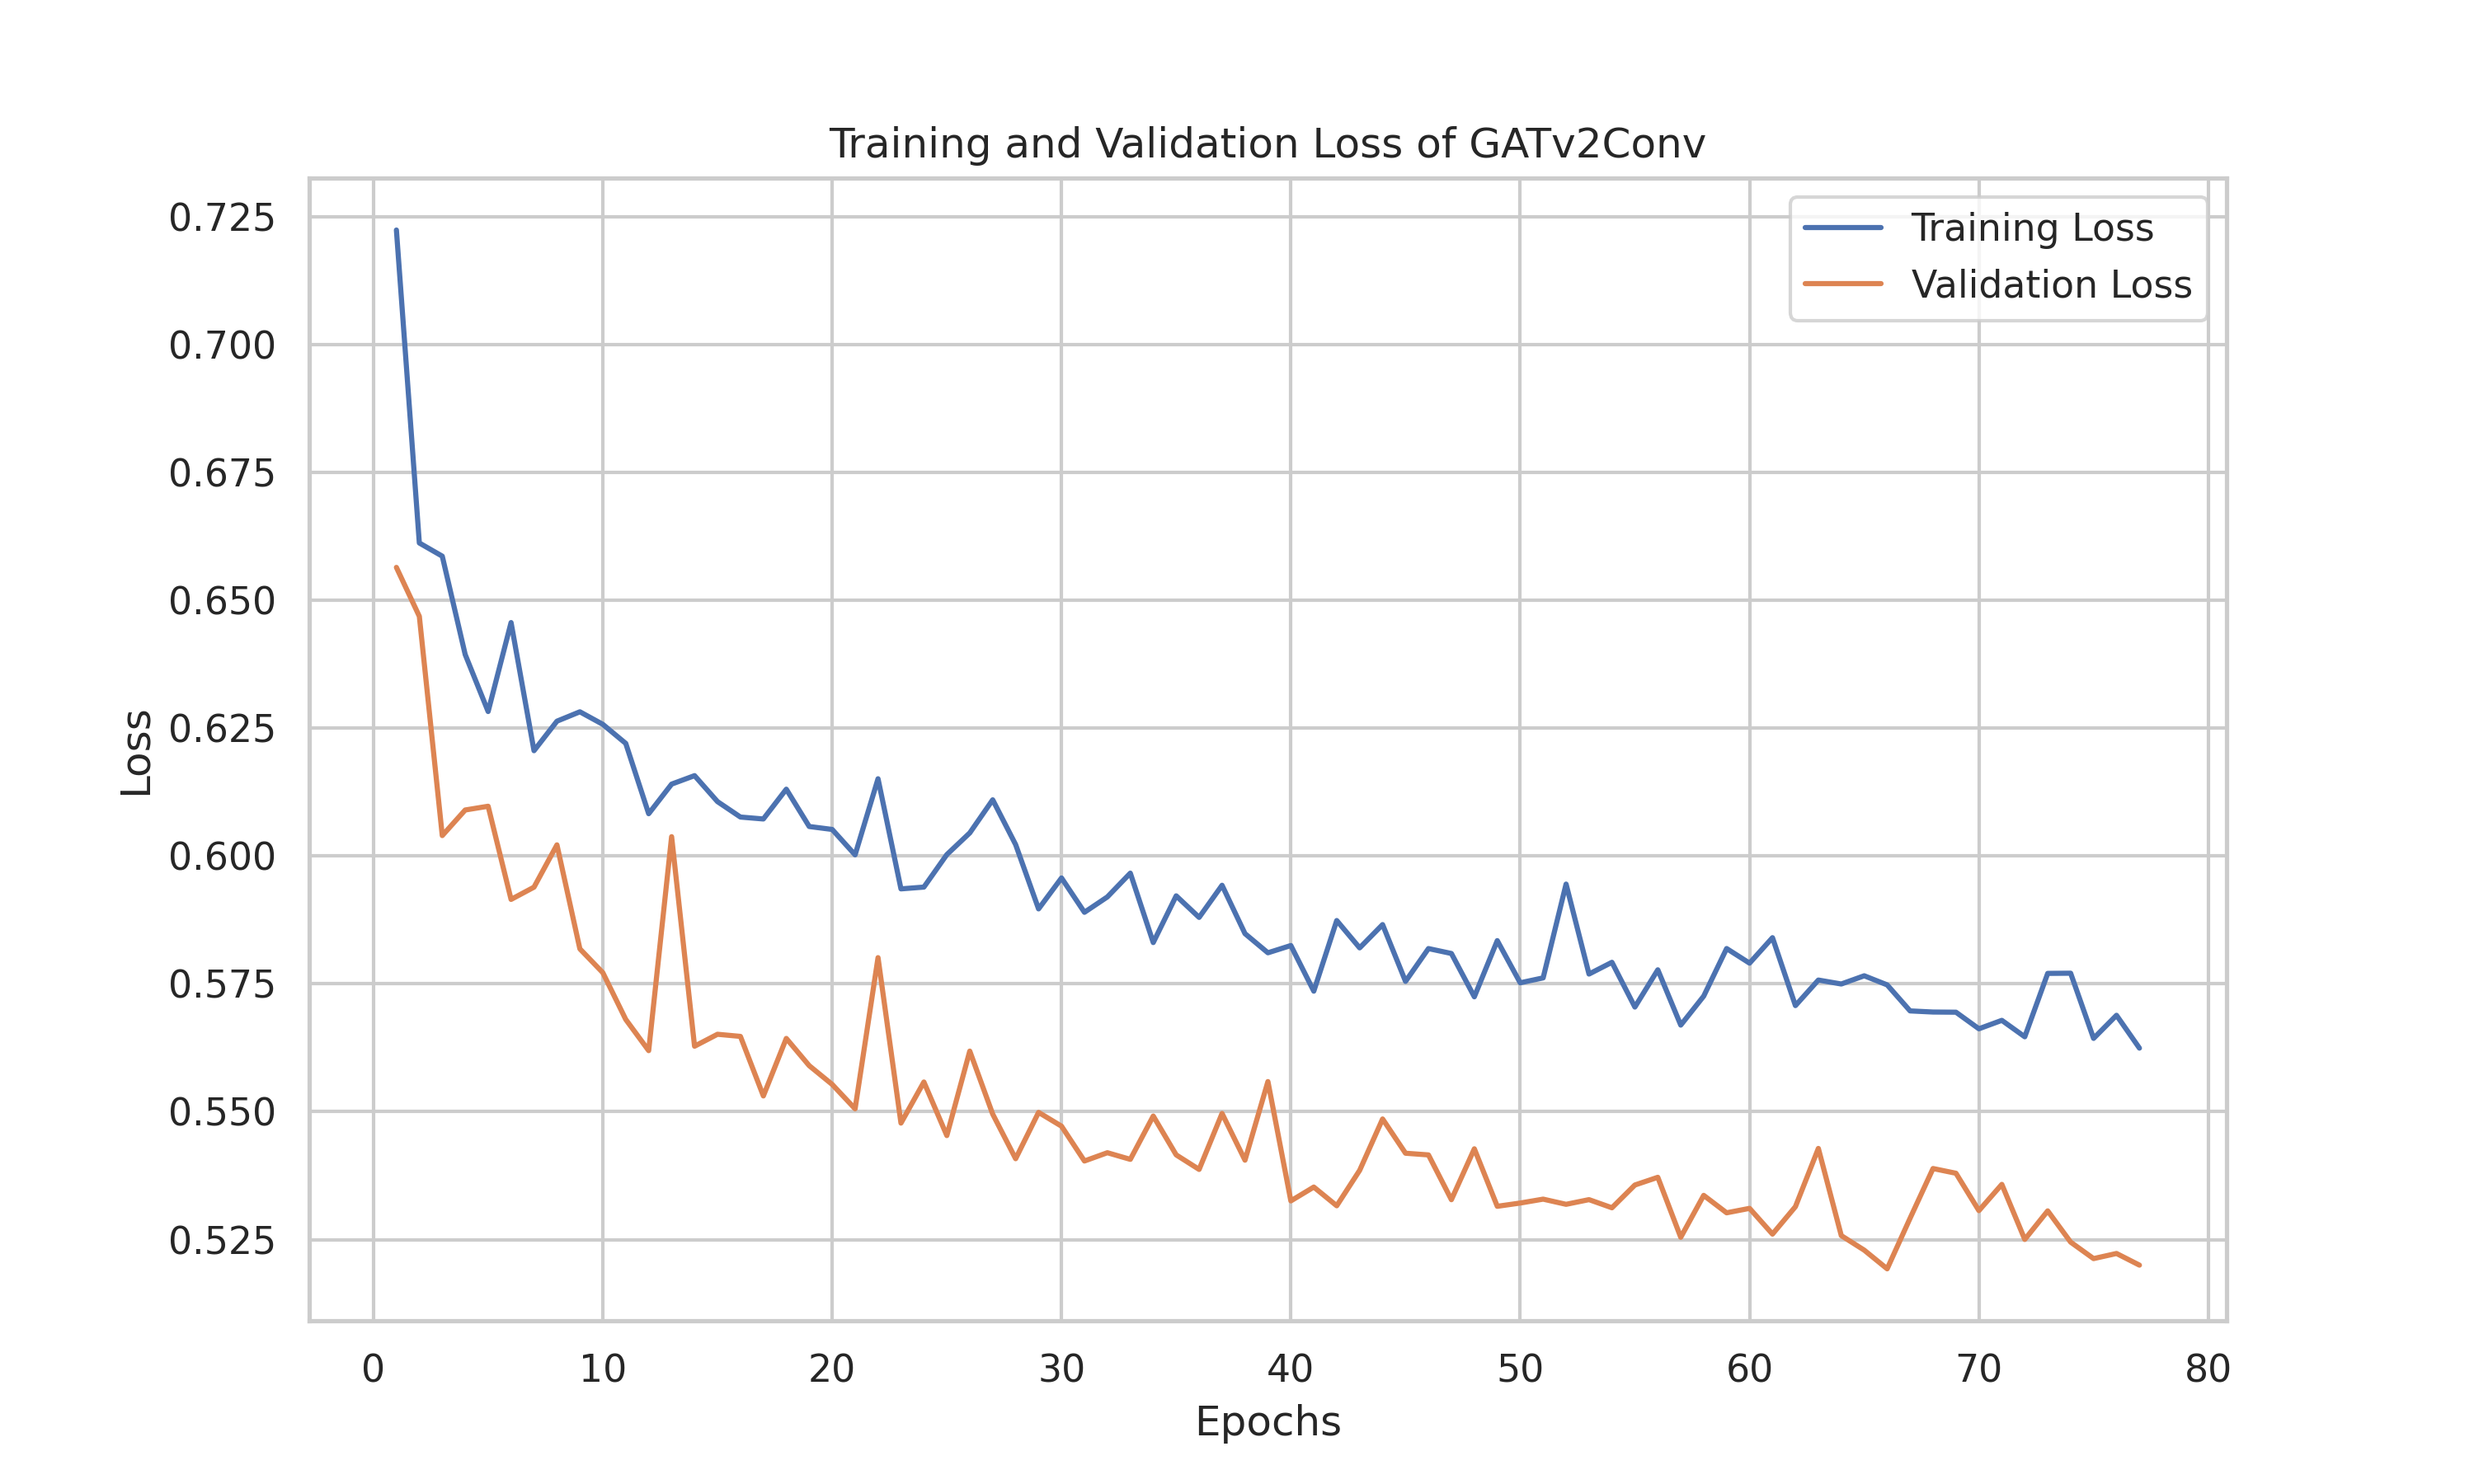 Training and Validation Loss of GATv2Conv
Training Loss
Validation Loss
0.725
0.700
0.675
0.650
0.625
0.600
0.575
0.550
0.525
Loss
0 10 20 30 40 50 60 70 80
Epochs